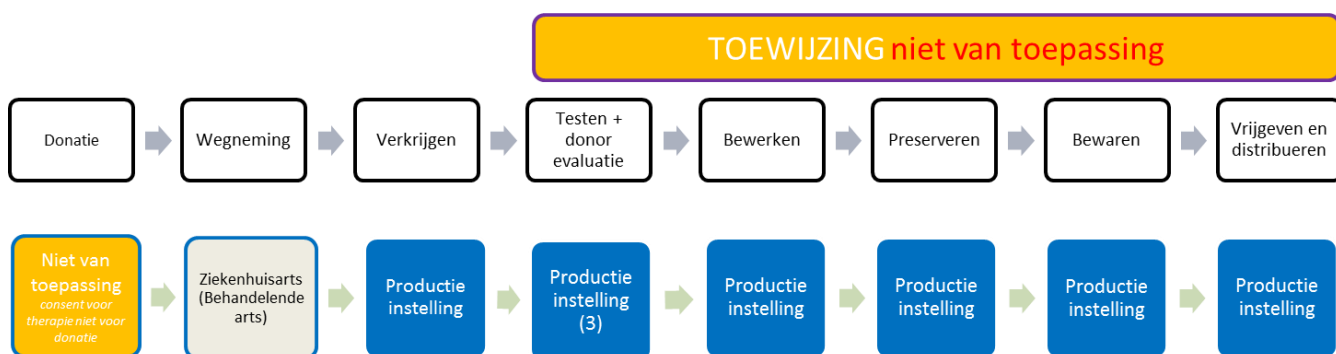 TOEWIJZING niet van toepassing
Donatie
Wegneming
Verkrijgen
Testen +
donor
evaluatie
Bewerken
Preserveren
Bewaren
Vrijgeven en
distribueren
Niet van
toepassing
consent voor
therapie niet voor
donatie
Ziekenhuisarts
(Behandelende
arts)
Productie
instelling
Productie
instelling
(3)
Productie
instelling
Productie
instelling
Productie
instelling
Productie
instelling